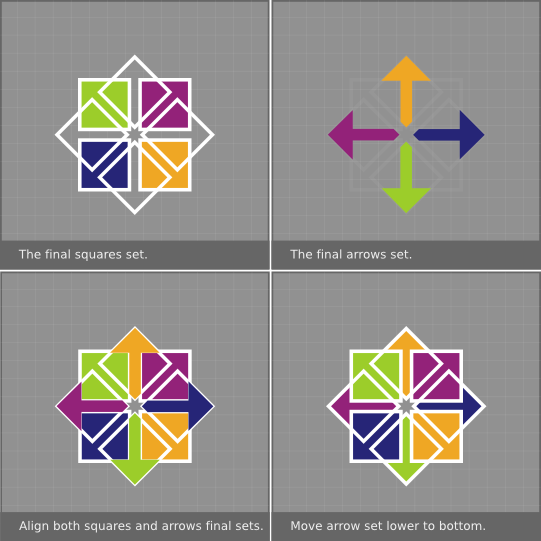 The final squares set.
The final arrows set.
Align both squares and arrows final sets.
Move arrow set lower to bottom.